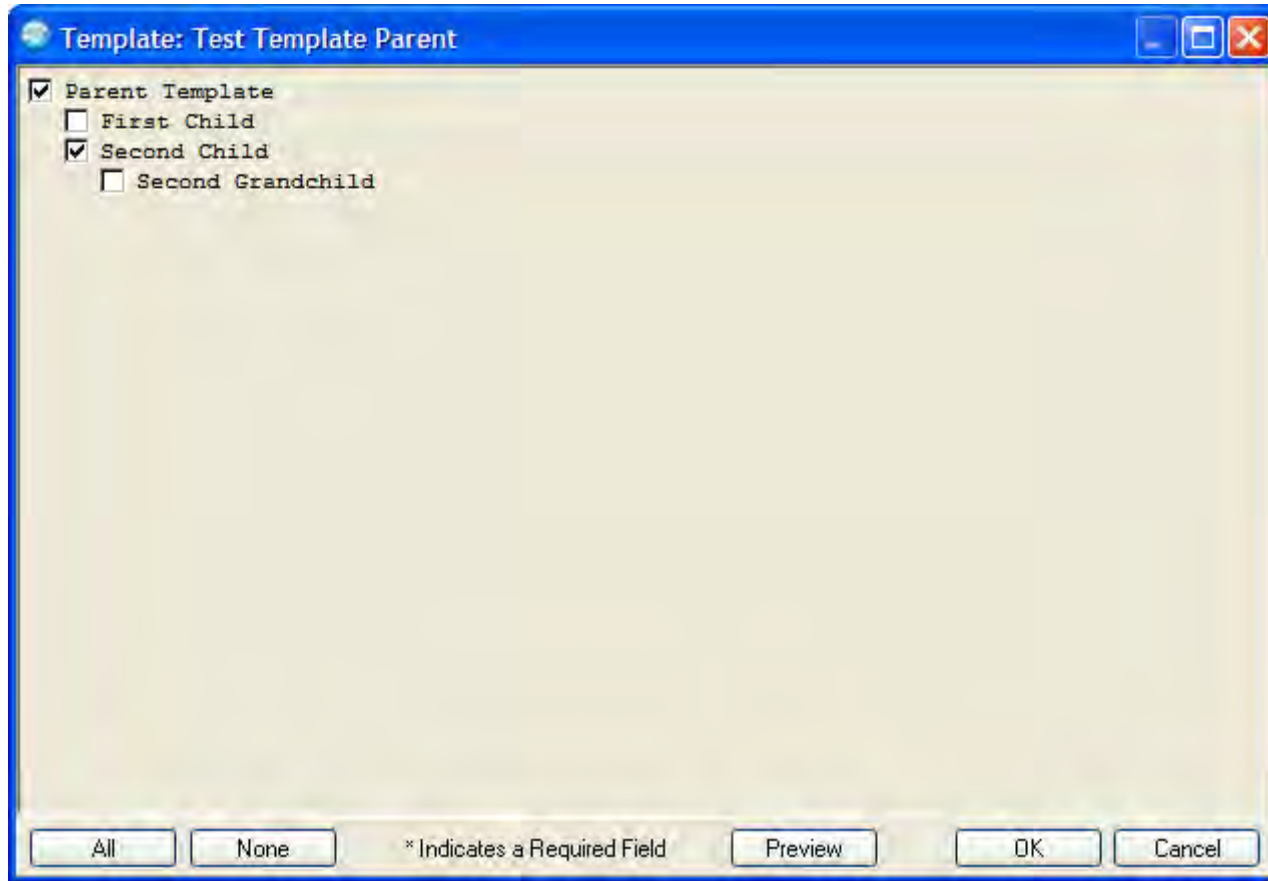 Template: Test Template Parent
Parent Template
First Child
Second Child
Second Grandchild
All None * Indicates a Required Field Preview OK Cancel